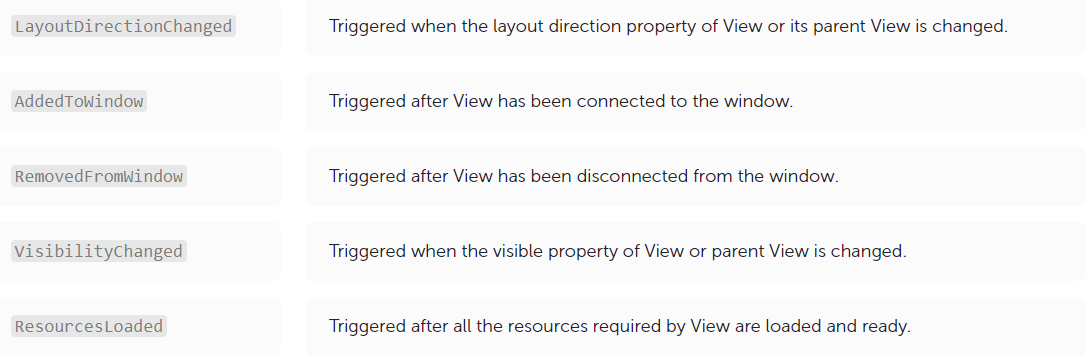 LayoutDirectionChanged Triggered when the layout direction property of View or its parent View is changed.
AddedToWindow Triggered after View has been connected to the window.
RemovedFromWindow Triggered after View has been disconnected from the window.
VisibilityChanged Triggered when the visible property of View or parent View is changed.
ResourcesLoaded Triggered after all the resources required by View are loaded and ready.